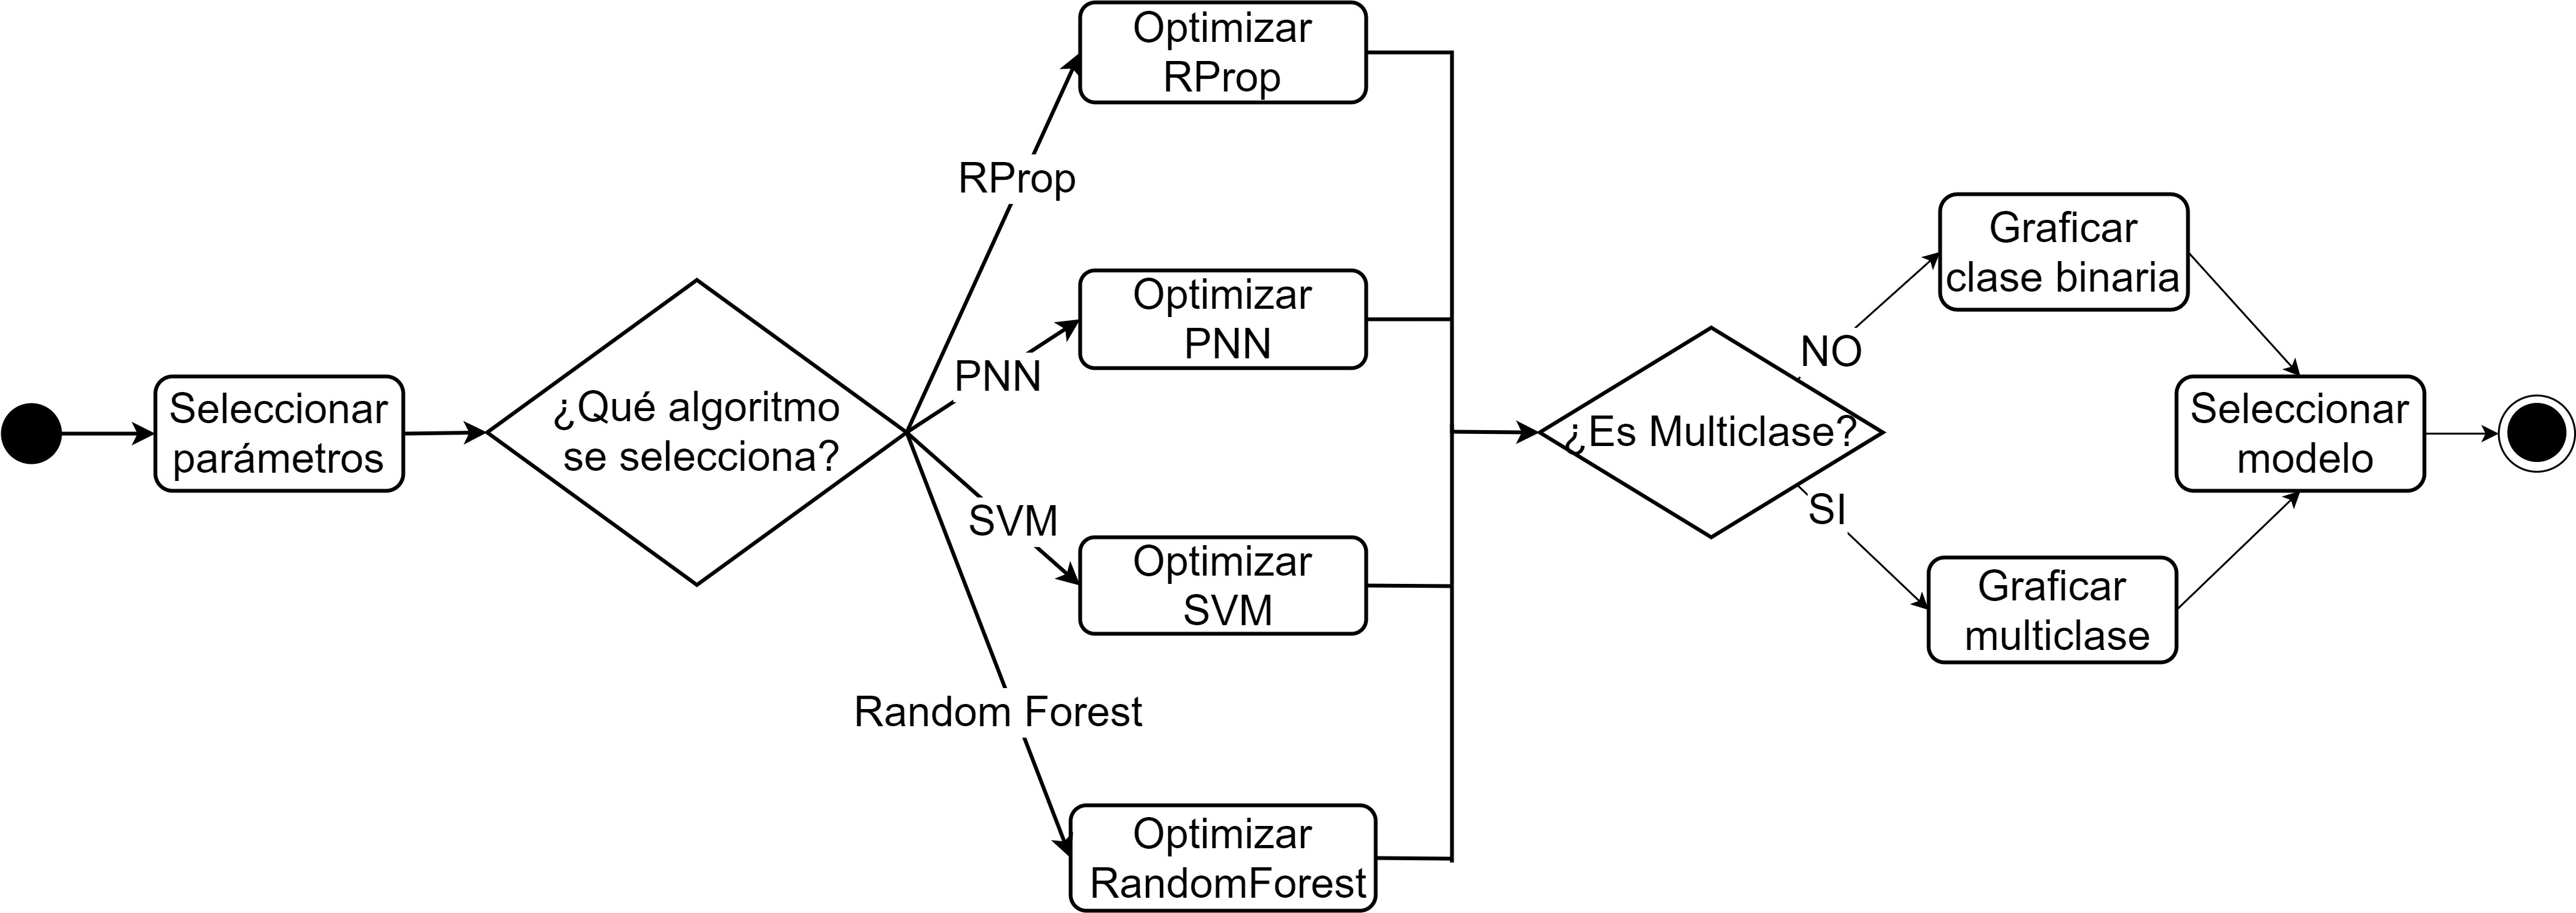 Seleccionar
parámetros
¿Qué algoritmo
se selecciona?
RProp
PNN
SVM
Random Forest
Optimizar
RProp
Optimizar
PNN
Optimizar
SVM
Optimizar
RandomForest
¿Es Multiclase?
NO
SI
Graficar
clase binaria
Graficar
multiclase
Seleccionar
modelo